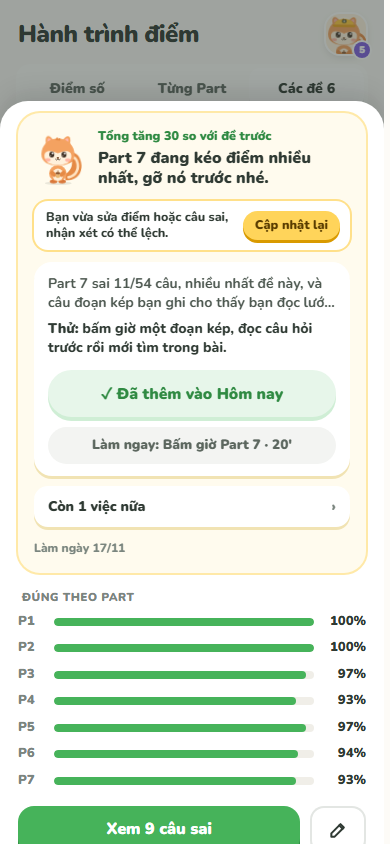 Hành trình điểm
5
Điểm số
Từng Part
Các đề 6
Tổng tăng 30 so với đề trước
Part 7 đang kéo điểm nhiều
nhất, gỡ nó trước nhé.
Bạn vừa sửa điểm hoặc câu sai,
nhận xét có thể lệch.
Cập nhật lại
Part 7 sai 11/54 câu, nhiều nhất đề này, và
câu đoạn kép bạn ghi cho thấy bạn đọc lướ...
Thử: bấm giờ một đoạn kép, đọc câu hỏi
trước rồi mới tìm trong bài.
✓ Đã thêm vào Hôm nay
Làm ngay: Bấm giờ Part 7 · 20'
Còn 1 việc nữa ›
Làm ngày 17/11
ĐÚNG THEO PART
P1 100%
P2 100%
P3 97%
P4 93%
P5 97%
P6 94%
P7 93%
Xem 9 câu sai